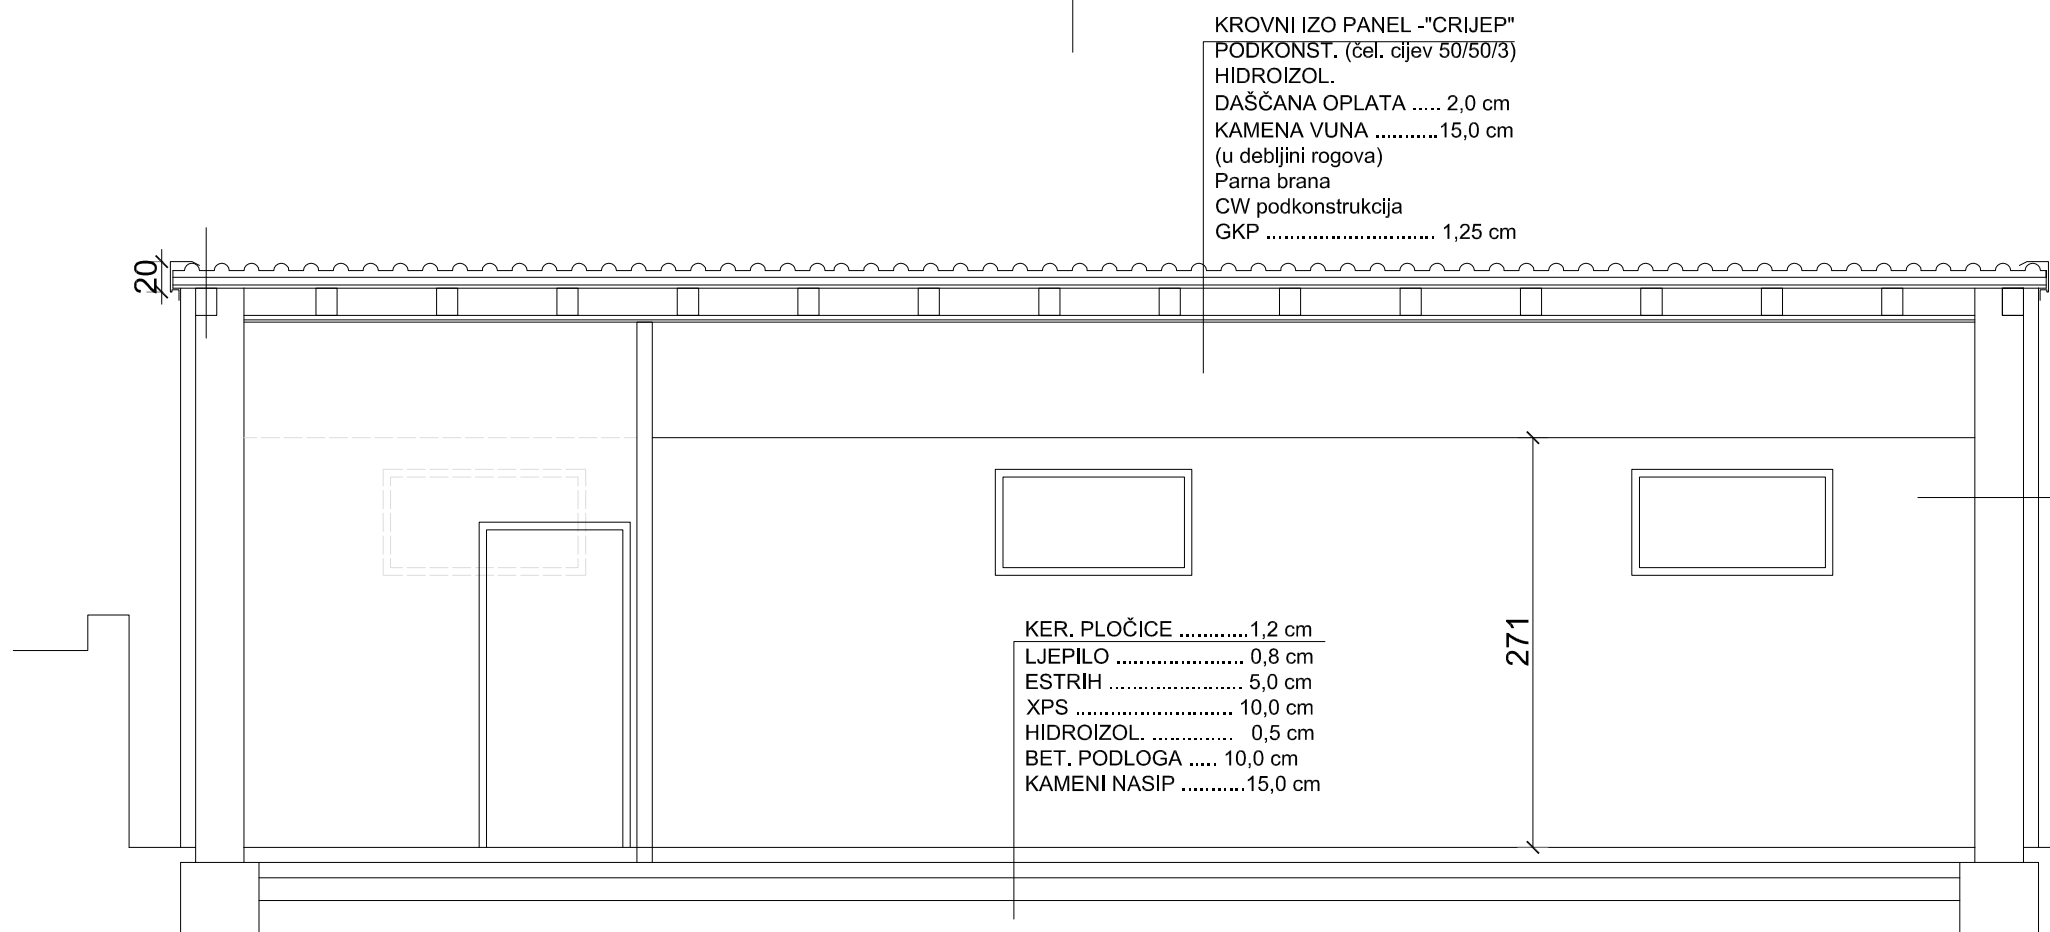 KROVNI IZO PANEL -"CRIJEP"
PODKONST. (čel. cijev 50/50/3)
HIDROIZOL.
DAŠČANA OPLATA ..... 2,0 cm
KAMENA VUNA ...........15,0 cm
(u debljini rogova)
Parna brana
CW podkonstrukcija
GKP ............................. 1,25 cm
20
KER. PLOČICE ............1,2 cm
LJEPILO ...................... 0,8 cm
ESTRIH ....................... 5,0 cm
XPS ........................... 10,0 cm
HIDROIZOL. .............. 0,5 cm
BET. PODLOGA ..... 10,0 cm
KAMENI NASIP ...........15,0 cm
271